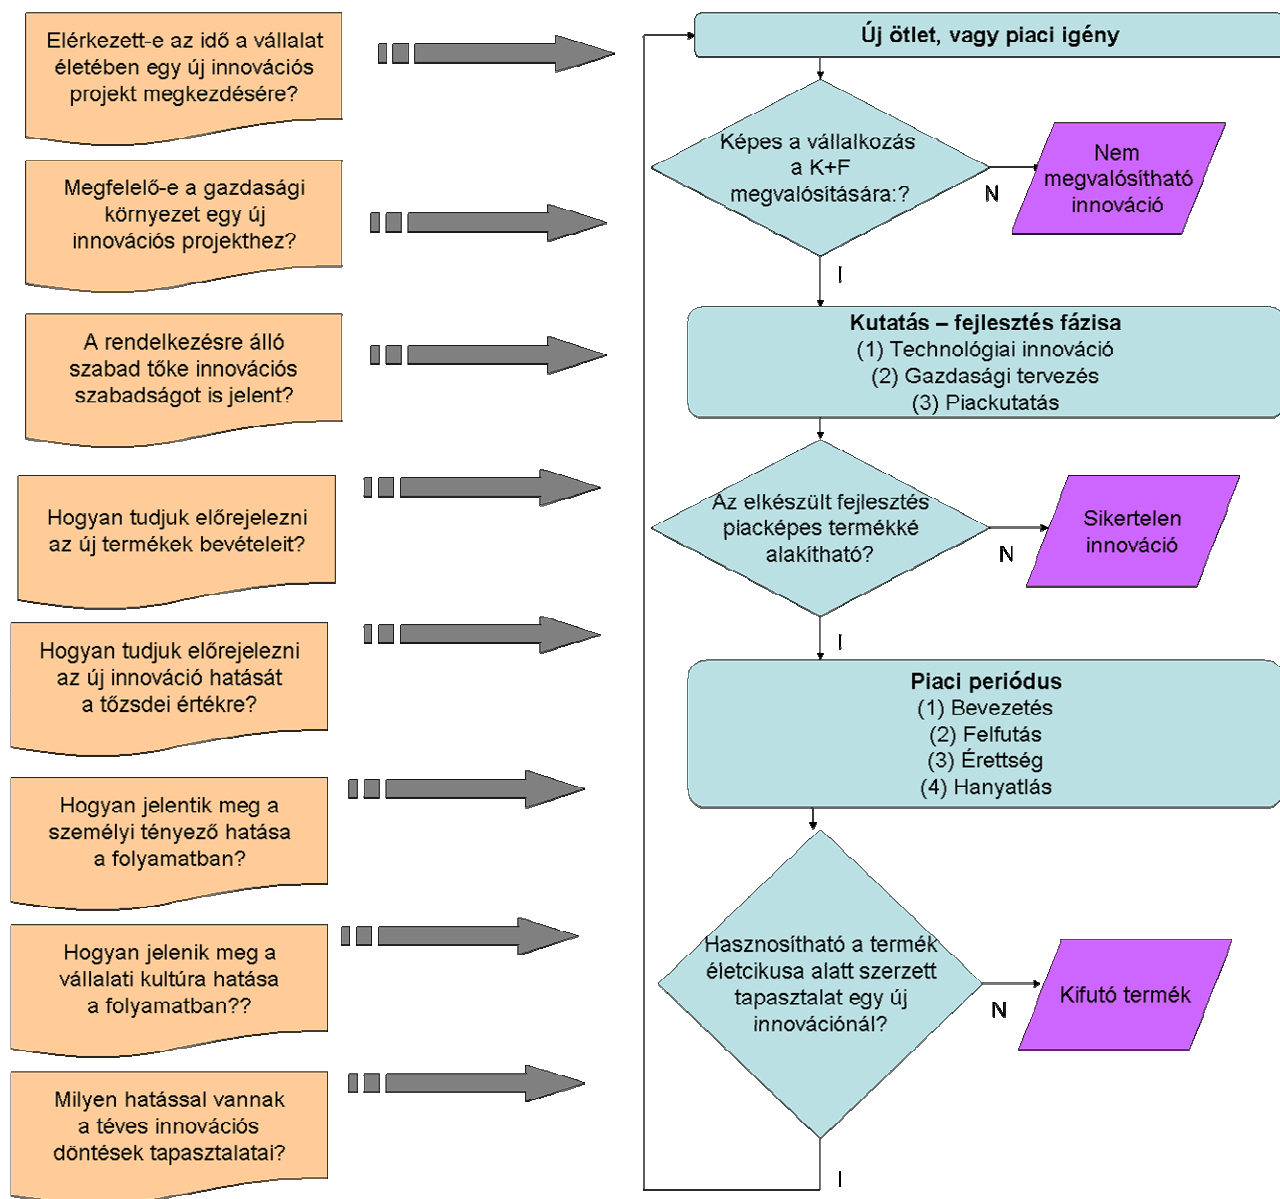 Elérkezett-e az idő a vállalat
életében egy új innovációs
projekt megkezdésére?
Megfelelő-e a gazdasági
környezet egy új
innovációs projekthez?
A rendelkezésre álló
szabad tőke innovációs
szabadságot is jelent?
Hogyan tudjuk előrejelezni
az új termékek bevételeit?
Hogyan tudjuk előrejelezni
az új innováció hatását
a tőzsdei értékre?
Hogyan jelentik meg a
személyi tényező hatása
a folyamatban?
Hogyan jelenik meg a
vállalati kultúra hatása
a folyamatban??
Milyen hatással vannak
a téves innovációs
döntések tapasztalatai?
Új ötlet, vagy piaci igény
Képes a vállalkozás
a K+F
megvalósítására:?
N
Nem
megvalósítható
innováció
I
Kutatás – fejlesztés fázisa
(1) Technológiai innováció
(2) Gazdasági tervezés
(3) Piackutatás
Az elkészült fejlesztés
piacképes termékké
alakítható?
N
Sikertelen
innováció
I
Piaci periódus
(1) Bevezetés
(2) Felfutás
(3) Érettség
(4) Hanyatlás
Hasznosítható a termék
életcikusa alatt szerzett
tapasztalat egy új
innovációnál?
N
Kifutó termék
I